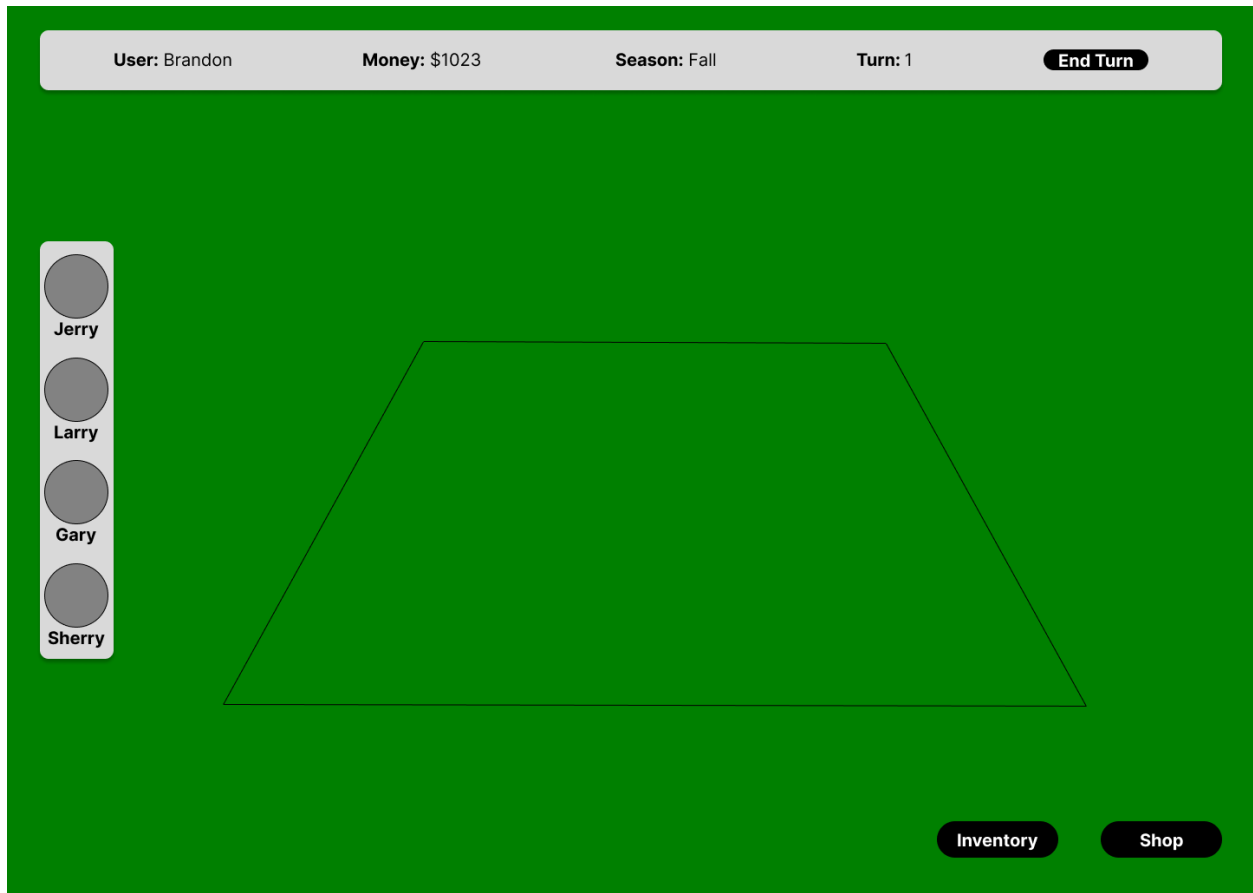 User: Brandon Money: $1023 Season: Fall Turn: 1 End Turn
Jerry
Larry
Gary
Sherry
Inventory Shop